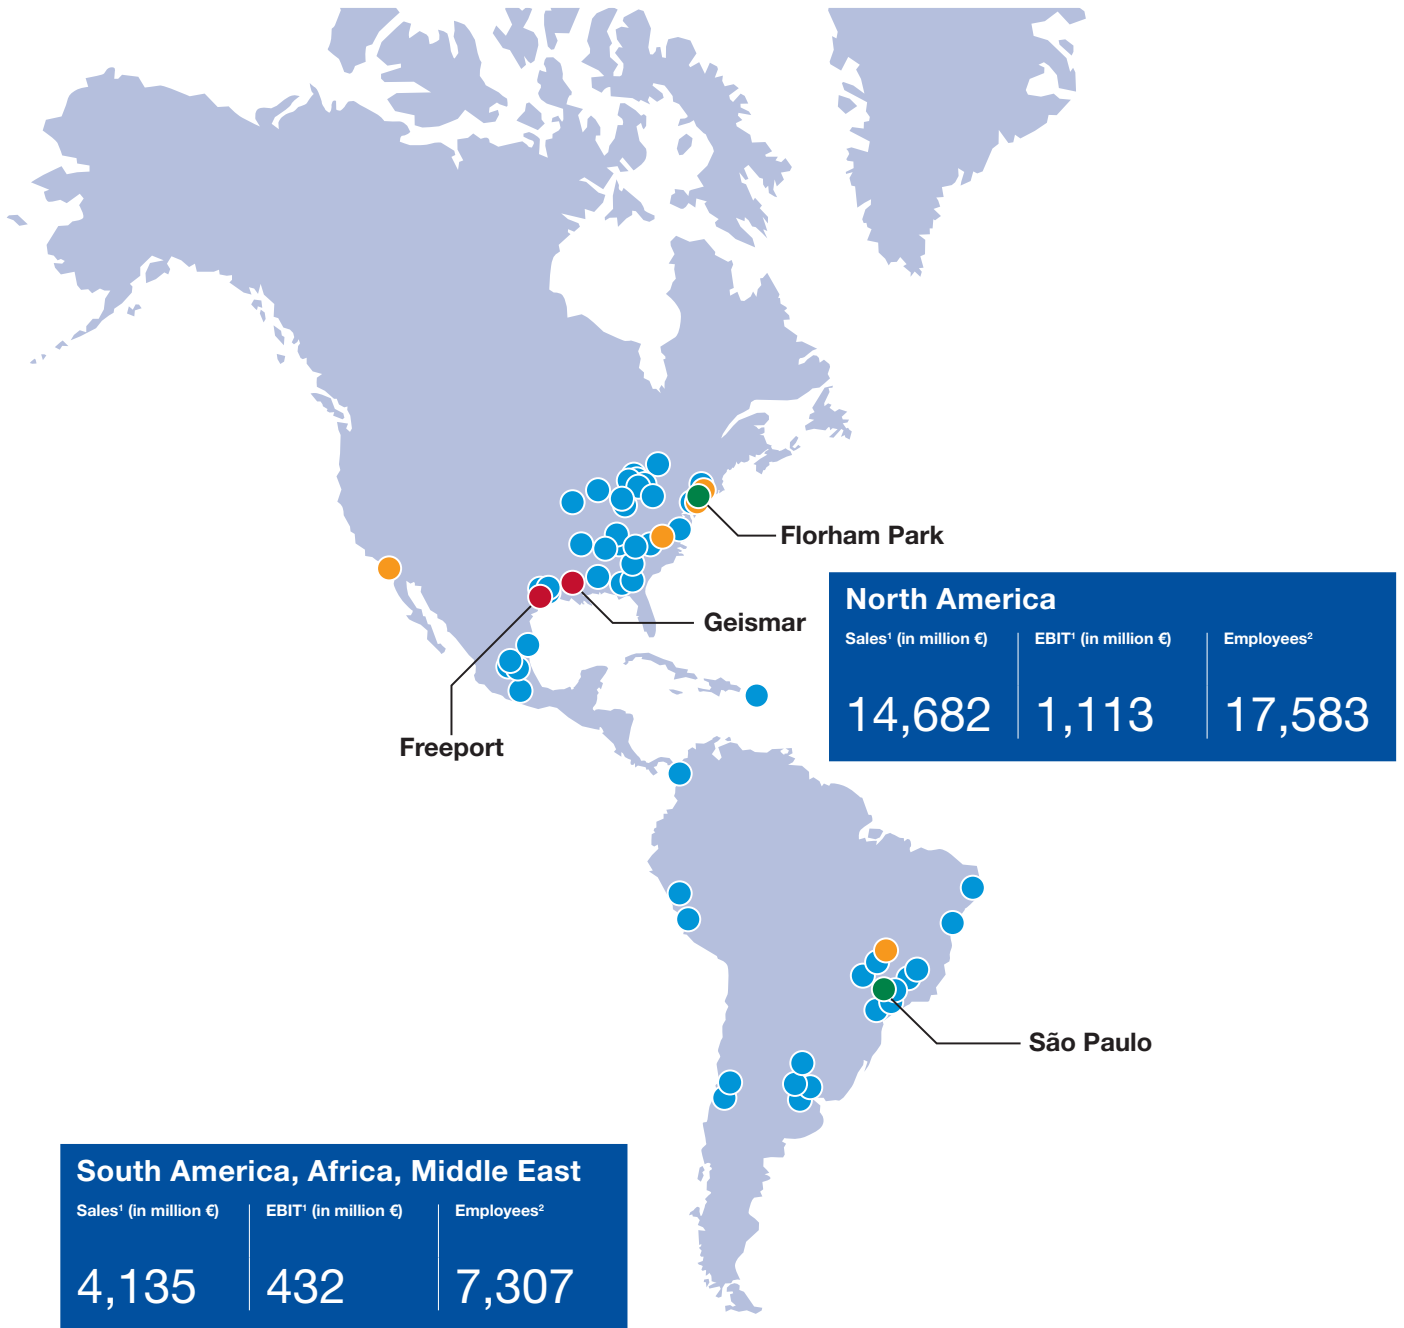 Florham Park
North America
Sales¹ (in million €) EBIT¹ (in million €) Employees²
14,682 1,113 17,583
Geismar
Freeport
São Paulo
South America, Africa, Middle East
Sales¹ (in million €) EBIT¹ (in million €) Employees²
4,135 432 7,307